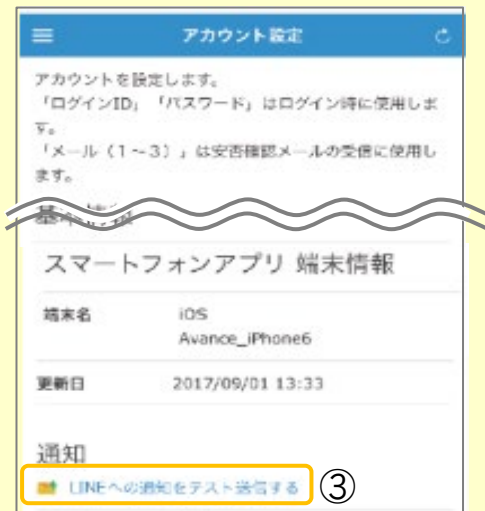 アカウント設定
アカウントを設定します。
「ログインID」「パスワード」はログイン時に使用しま
す。
「メール（1～3）」は安否確認メールの受信に使用し
ます。
基本情報
スマートフォンアプリ 端末情報
端末名 iOS
Avance_iPhone6
更新日 2017/09/01 13:33
通知
LINEへの通知をテスト送信する ③